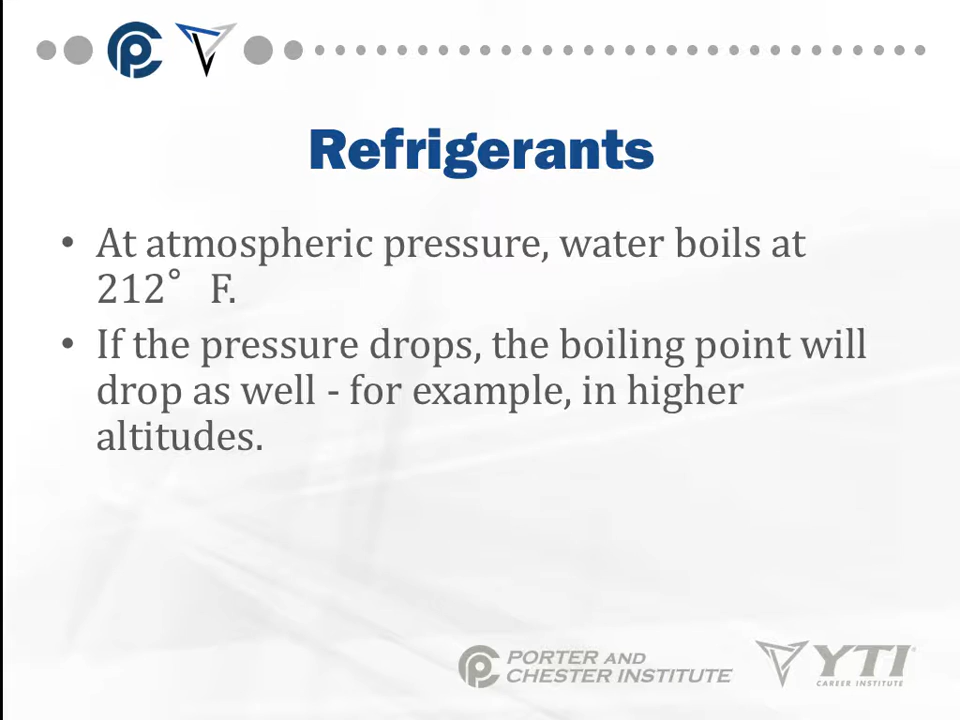 Refrigerants
• At atmospheric pressure, water boils at
212° F.
• If the pressure drops, the boiling point will
drop as well - for example, in higher
altitudes.
PORTER AND
CHESTER INSTITUTE
YTI
CAREER INSTITUTE